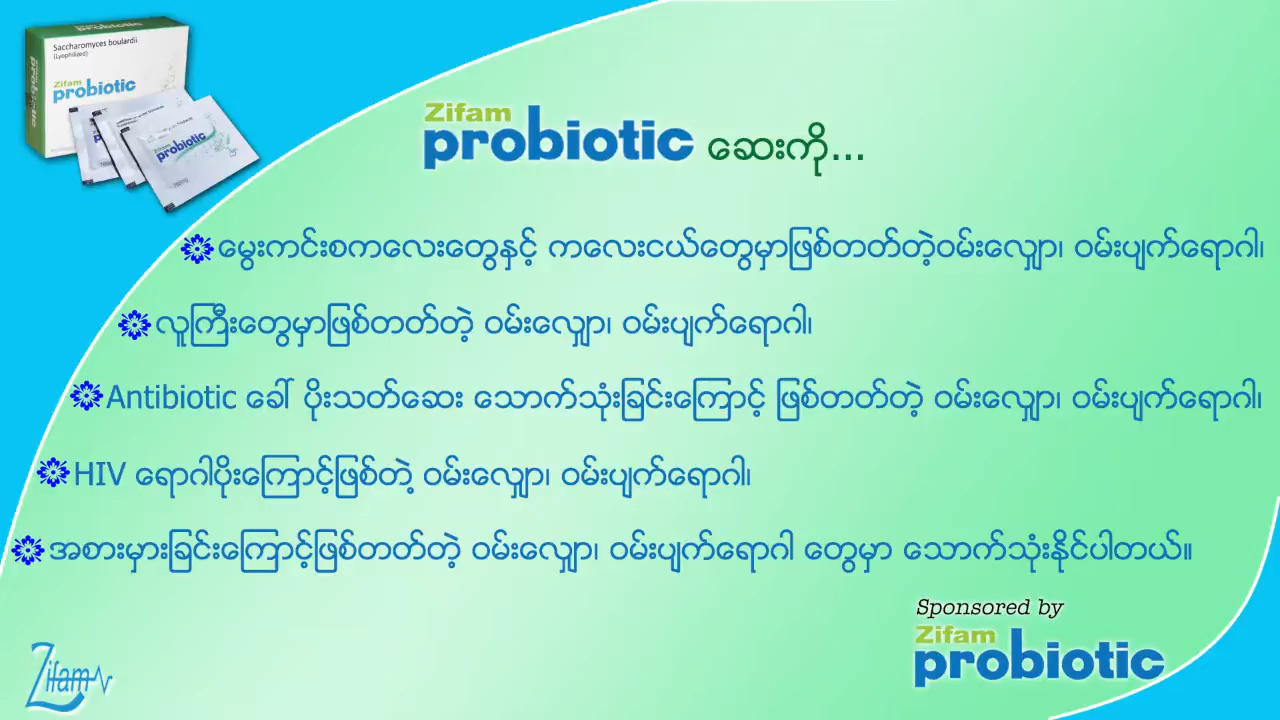 Saccharomyces boulardii
(Lyophilized)
Zifam
probiotic
probiotic
probiotic
Zifam
probiotic ဆေးကို...
မွေးကင်းစကလေးတွေနှင့် ကလေးငယ်တွေမှာဖြစ်တတ်တဲ့ဝမ်းလျှော၊ ဝမ်းပျက်ရောဂါ၊
လူကြီးတွေမှာဖြစ်တတ်တဲ့ ဝမ်းလျှော၊ ဝမ်းပျက်ရောဂါ၊
Antibiotic ခေါ် ပိုးသတ်ဆေး သောက်သုံးခြင်းကြောင့် ဖြစ်တတ်တဲ့ ဝမ်းလျှော၊ ဝမ်းပျက်ရောဂါ၊
HIV ရောဂါပိုးကြောင့်ဖြစ်တဲ့ ဝမ်းလျှော၊ ဝမ်းပျက်ရောဂါ၊
အစားမှားခြင်းကြောင့်ဖြစ်တတ်တဲ့ ဝမ်းလျှော၊ ဝမ်းပျက်ရောဂါ တွေမှာ သောက်သုံးနိုင်ပါတယ်။
Sponsored by
Zifam
probiotic
Zifam